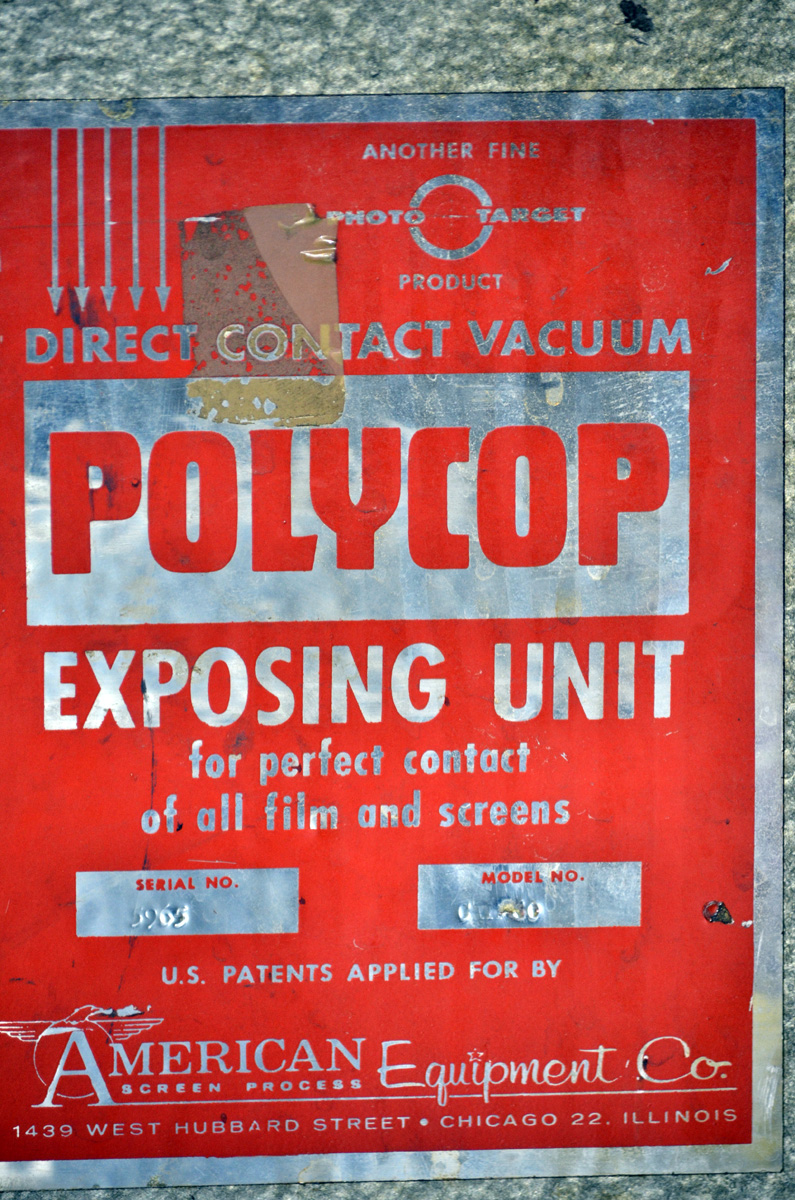 ANOTHER FINE
PHOTO TARGET
PRODUCT
DIRECT CONTACT VACUUM
POLYCOP
EXPOSING UNIT
for perfect contact
of all film and screens
SERIAL NO. MODEL NO.
5965
U.S. PATENTS APPLIED FOR BY
AMERICAN Equipment Co.
SCREEN PROCESS
1439 WEST HUBBARD STREET • CHICAGO 22, ILLINOIS